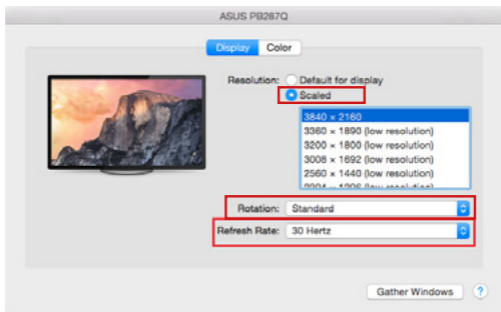 ASUS PB287Q
Display Color
Resolution: Default for display
Scaled
3840 × 2160
3360 × 1890 (low resolution)
3200 × 1800 (low resolution)
3008 × 1692 (low resolution)
2560 × 1440 (low resolution)
Rotation: Standard
Refresh Rate: 30 Hertz
Gather Windows ?